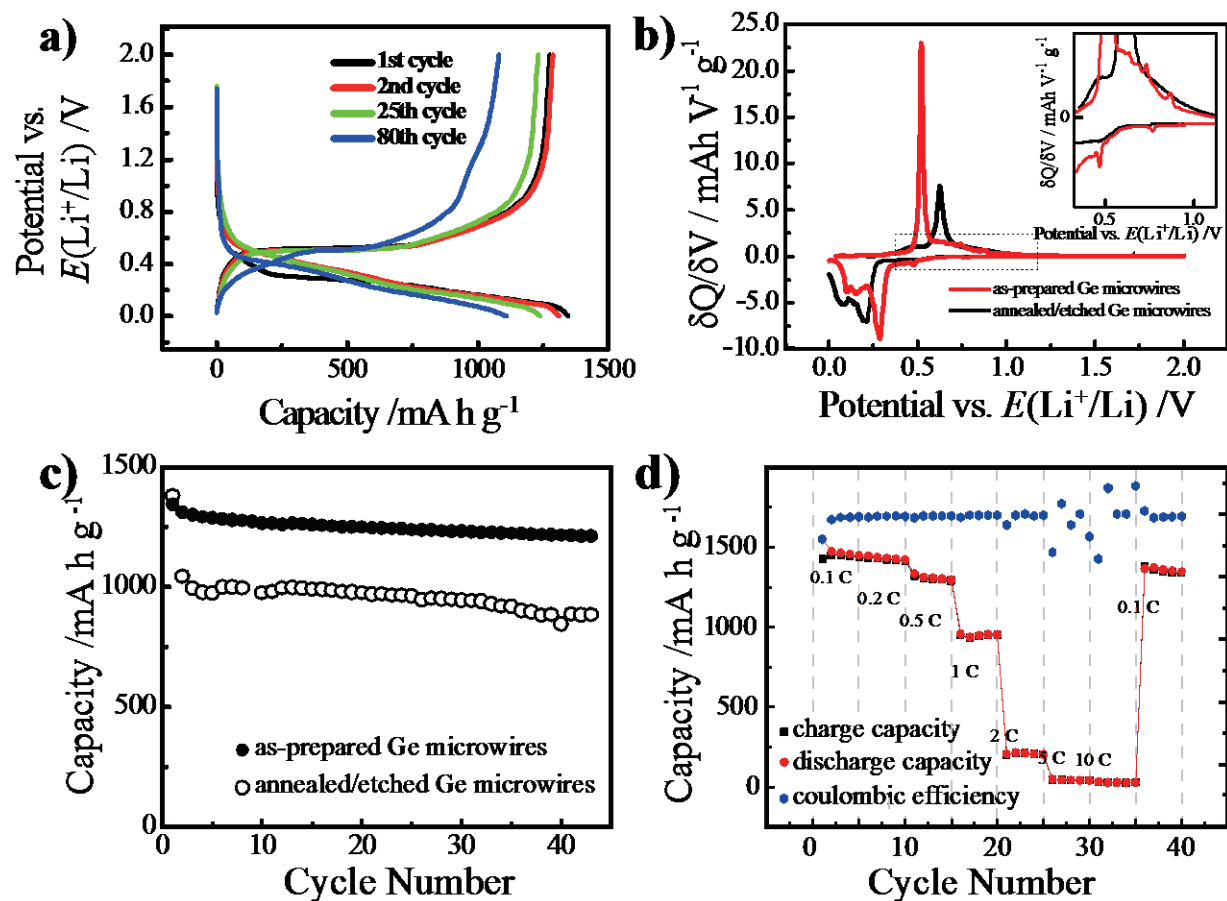 a)
2.0
1.6
1.2
0.8
0.4
0.0
Potential vs.
E(Li+/Li) /V
1st cycle
2nd cycle
25th cycle
80th cycle
0
500
1000
1500
Capacity /mA h g-1
b)
25.0
20.0
15.0
10.0
5.0
0.0
-5.0
-10.0
δQ/δV / mAh V-1 g-1
0
δQ/δV / mAh V-1 g-1
0.5
1.0
Potential vs. E(Li+/Li) /V
as-prepared Ge microwires
annealed/etched Ge microwires
0.0
0.5
1.0
1.5
2.0
Potential vs. E(Li+/Li) /V
c)
1500
1000
500
0
Capacity /mA h g-1
as-prepared Ge microwires
annealed/etched Ge microwires
0
10
20
30
40
Cycle Number
d)
1500
1000
500
0
Capacity /mA h g-1
0.1 C
0.2 C
0.5 C
1 C
2 C
5 C
10 C
0.1 C
charge capacity
discharge capacity
coulombic efficiency
0
10
20
30
40
Cycle Number